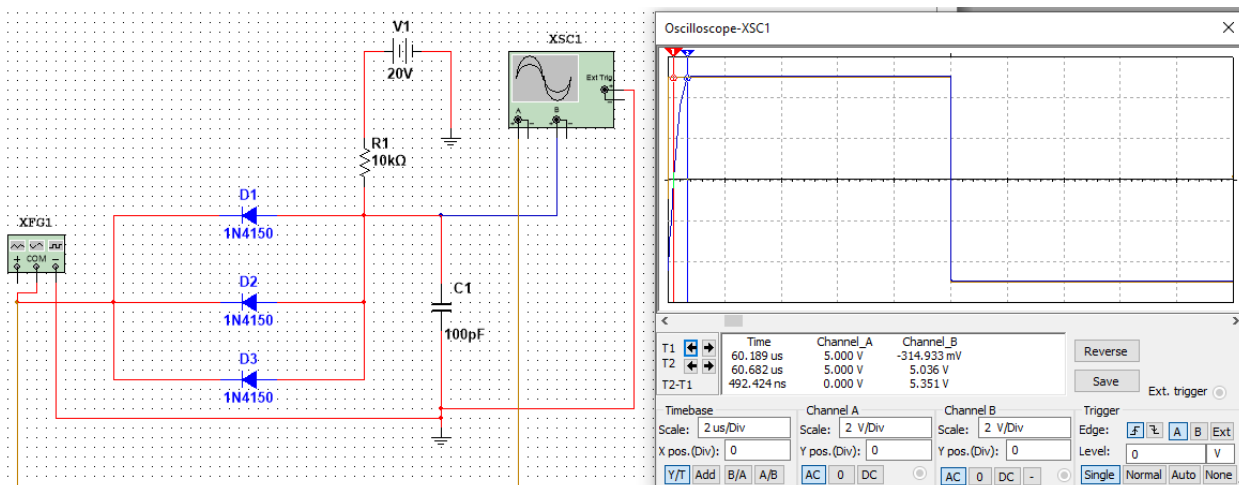 V1
20V
XSC1
Ext Trig
A
B
R1
10kΩ
D1
1N4150
XFG1
COM
D2
1N4150
C1
100pF
D3
1N4150
Oscilloscope-XSC1
1
2
Time Channel_A Channel_B
T1 60.189 us 5.000 V -314.933 mV
T2 60.682 us 5.000 V 5.036 V
T2-T1 492.424 ns 0.000 V 5.351 V
Reverse
Save
Ext. trigger
Timebase
Scale: 2 us/Div
X pos.(Div): 0
Y/T Add B/A A/B
Channel A
Scale: 2 V/Div
Y pos.(Div): 0
AC 0 DC
Channel B
Scale: 2 V/Div
Y pos.(Div): 0
AC 0 DC -
Trigger
Edge: A B Ext
Level: 0 V
Single Normal Auto None